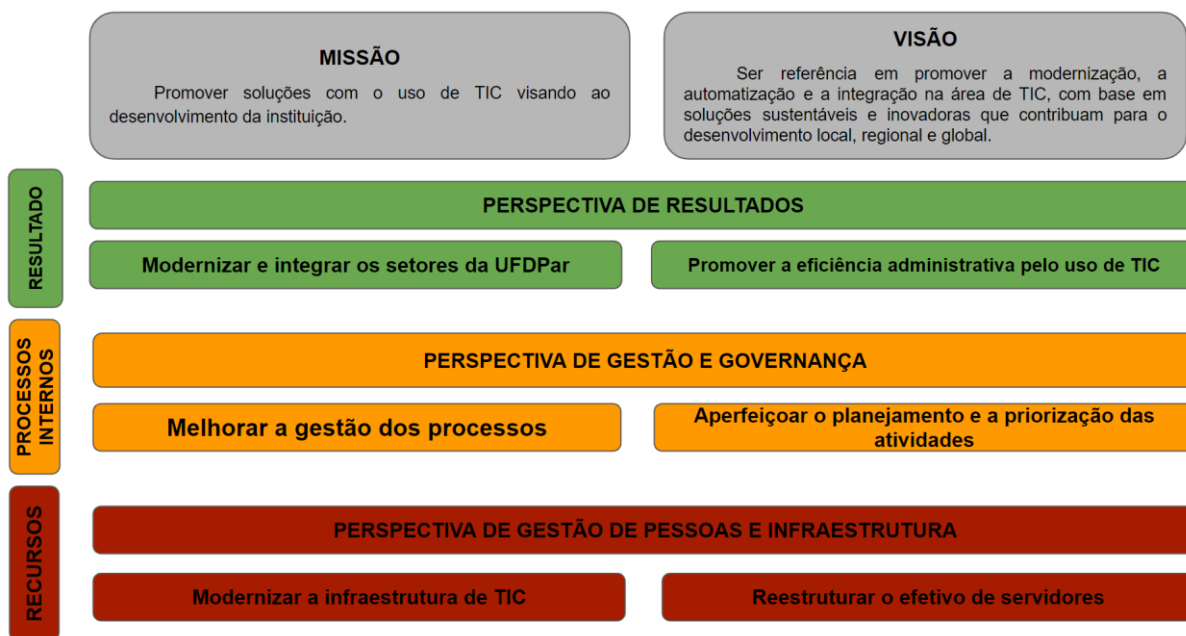 MISSÃO
Promover soluções com o uso de TIC visando ao
desenvolvimento da instituição.
VISÃO
Ser referência em promover a modernização, a
automatização e a integração na área de TIC, com base em
soluções sustentáveis e inovadoras que contribuam para o
desenvolvimento local, regional e global.
RESULTADO
PERSPECTIVA DE RESULTADOS
Modernizar e integrar os setores da UFDPar
Promover a eficiência administrativa pelo uso de TIC
PROCESSOS
INTERNOS
PERSPECTIVA DE GESTÃO E GOVERNANÇA
Melhorar a gestão dos processos
Aperfeiçoar o planejamento e a priorização das
atividades
RECURSOS
PERSPECTIVA DE GESTÃO DE PESSOAS E INFRAESTRUTURA
Modernizar a infraestrutura de TIC
Reestruturar o efetivo de servidores